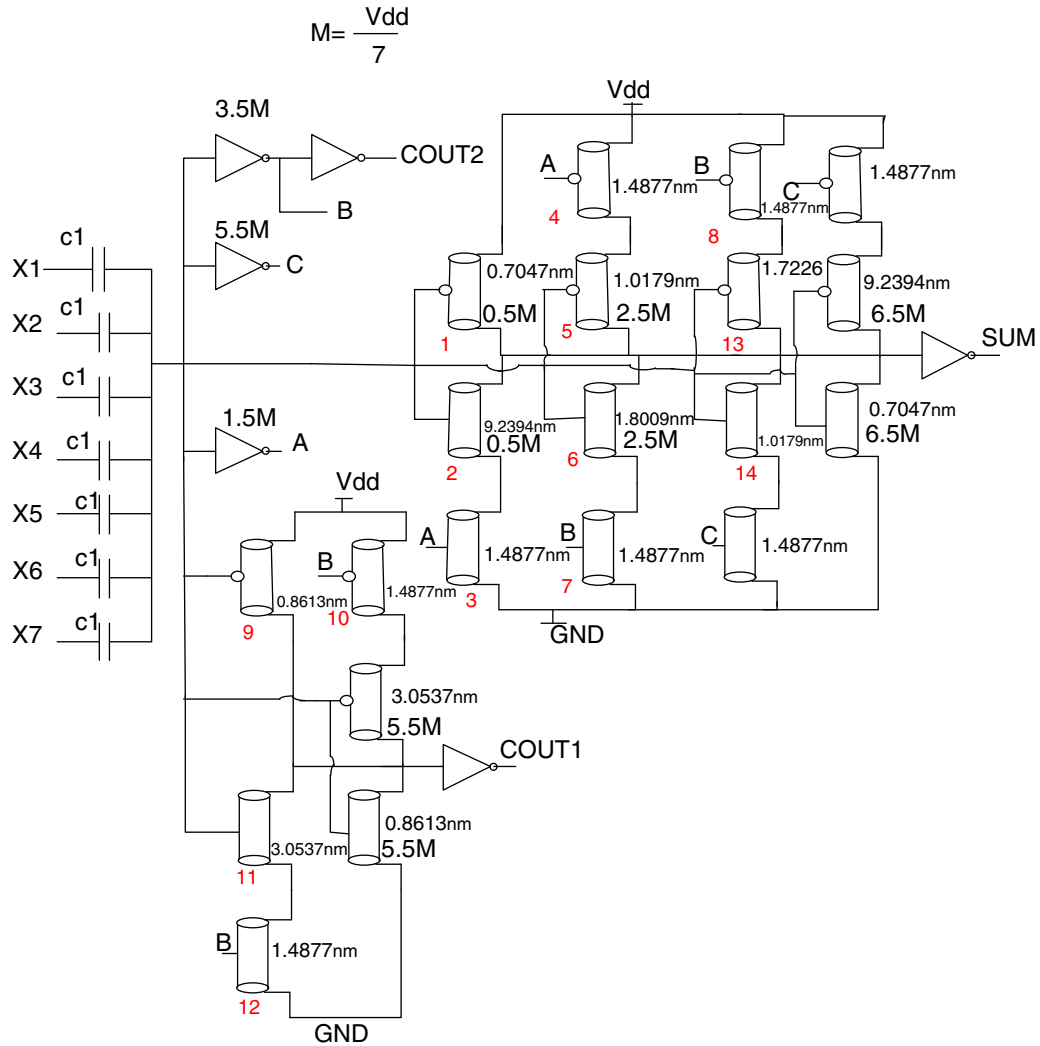 M= Vdd
7
3.5M
COUT2
B
5.5M
C
1.5M
A
c1
X1
c1
X2
c1
X3
c1
X4
c1
X5
c1
X6
c1
X7
Vdd
A
1.4877nm
4
B
1.4877nm
8
C
1.4877nm
0.7047nm
0.5M
1
1.0179nm
2.5M
5
1.7226
13
9.2394nm
6.5M
SUM
9.2394nm
0.5M
2
1.8009nm
2.5M
6
1.0179nm
14
0.7047nm
6.5M
A
1.4877nm
3
B
1.4877nm
7
C
1.4877nm
GND
Vdd
0.8613nm
9
B
1.4877nm
10
3.0537nm
5.5M
COUT1
3.0537nm
11
0.8613nm
5.5M
B
1.4877nm
12
GND